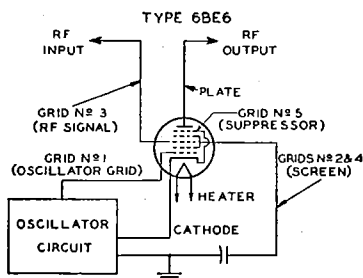 TYPE 6BE6
RF
INPUT
RF
OUTPUT
PLATE
GRID Nº 3
(RF SIGNAL)
GRID Nº 5
(SUPPRESSOR)
GRID Nº 1
(OSCILLATOR GRID)
GRIDS Nº 2 & 4
(SCREEN)
HEATER
CATHODE
OSCILLATOR
CIRCUIT